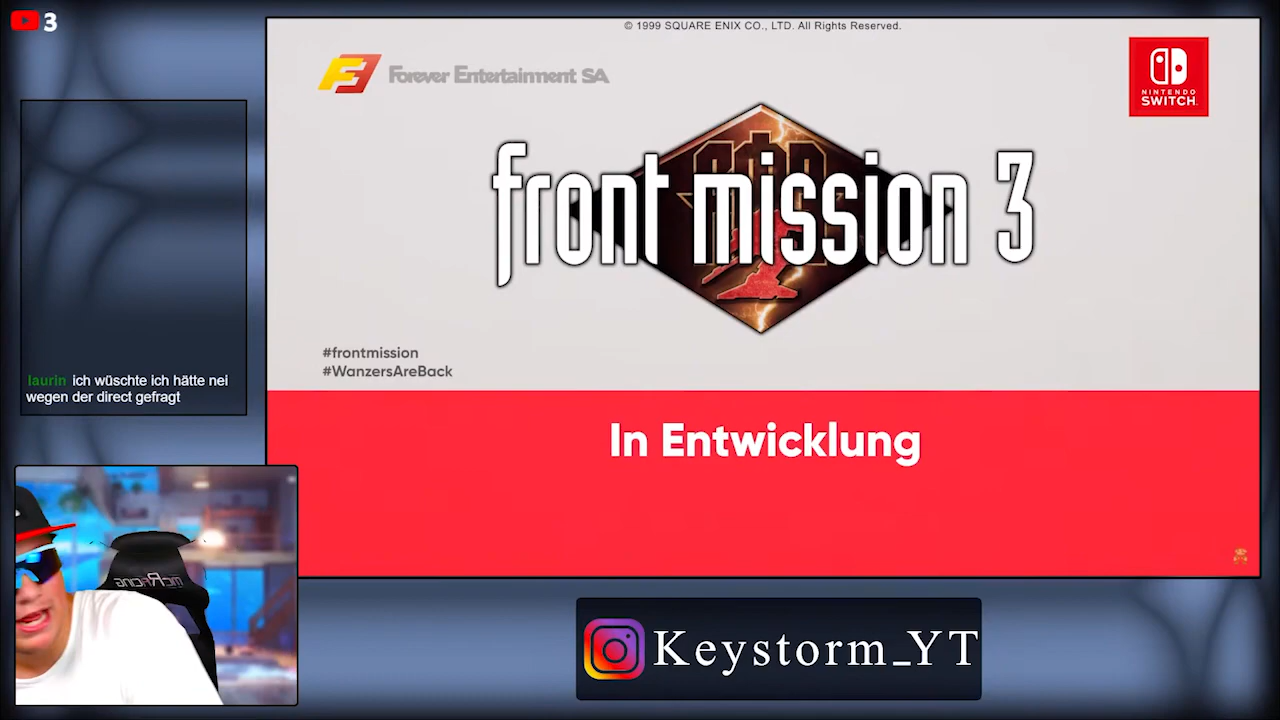 3
© 1999 SQUARE ENIX CO., LTD. All Rights Reserved.
Forever Entertainment SA
NINTENDO
SWITCH
front mission 3
#frontmission
#WanzersAreBack
laurin ich wüschte ich hätte nei
wegen der direct gefragt
In Entwicklung
Keystorm_YT